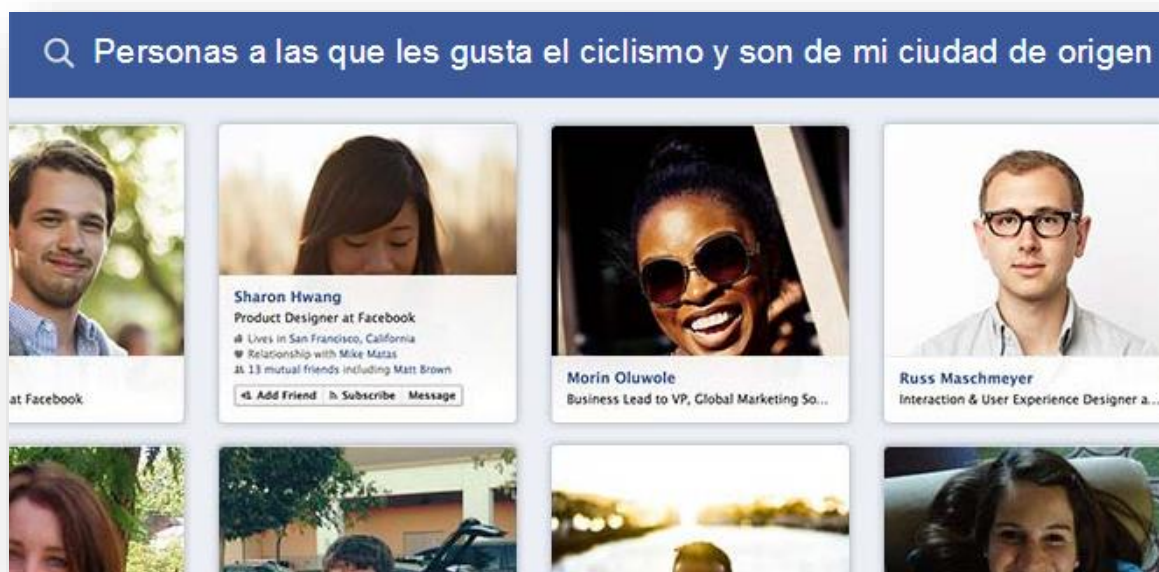 Personas a las que les gusta el ciclismo y son de mi ciudad de origen
at Facebook
Sharon Hwang
Product Designer at Facebook
Lives in San Francisco, California
Relationship with Mike Matas
13 mutual friends including Matt Brown
Add Friend Subscribe Message
Morin Oluwole
Business Lead to VP, Global Marketing So...
Russ Maschmeyer
Interaction & User Experience Designer a...